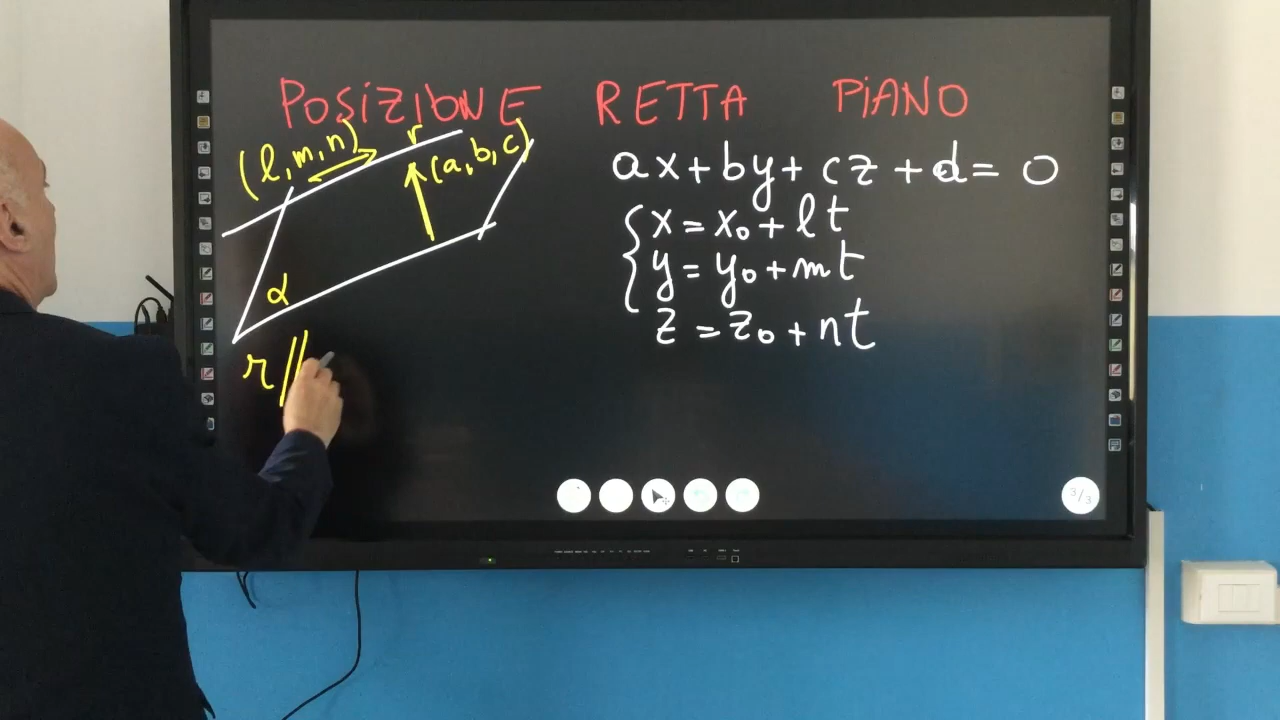 POSIZIONE RETTA PIANO
(l, m, n) r (a, b, c)
ax + by + cz + d = 0
x = x₀ + lt
y = y₀ + mt
z = z₀ + nt
α
r //
3/3